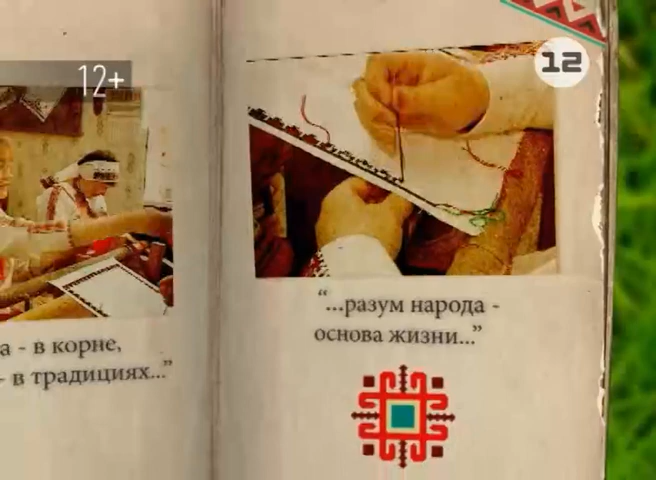 12+
12
а - в корне,
- в традициях..."
"...разум народа -
основа жизни..."